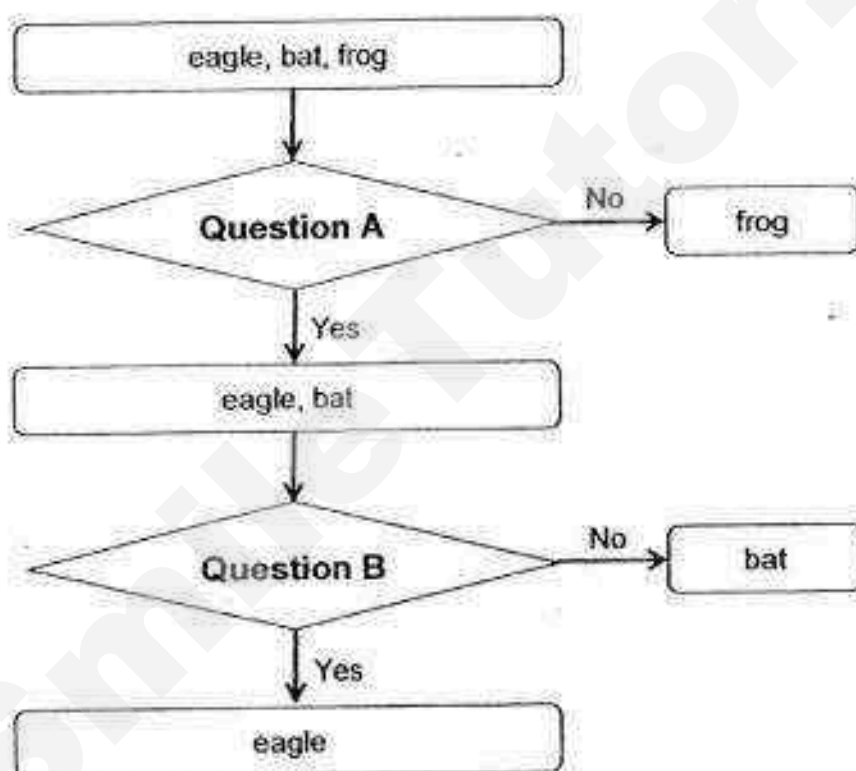 eagle, bat, frog
Question A
No
frog
Yes
eagle, bat
Question B
No
bat
Yes
eagle